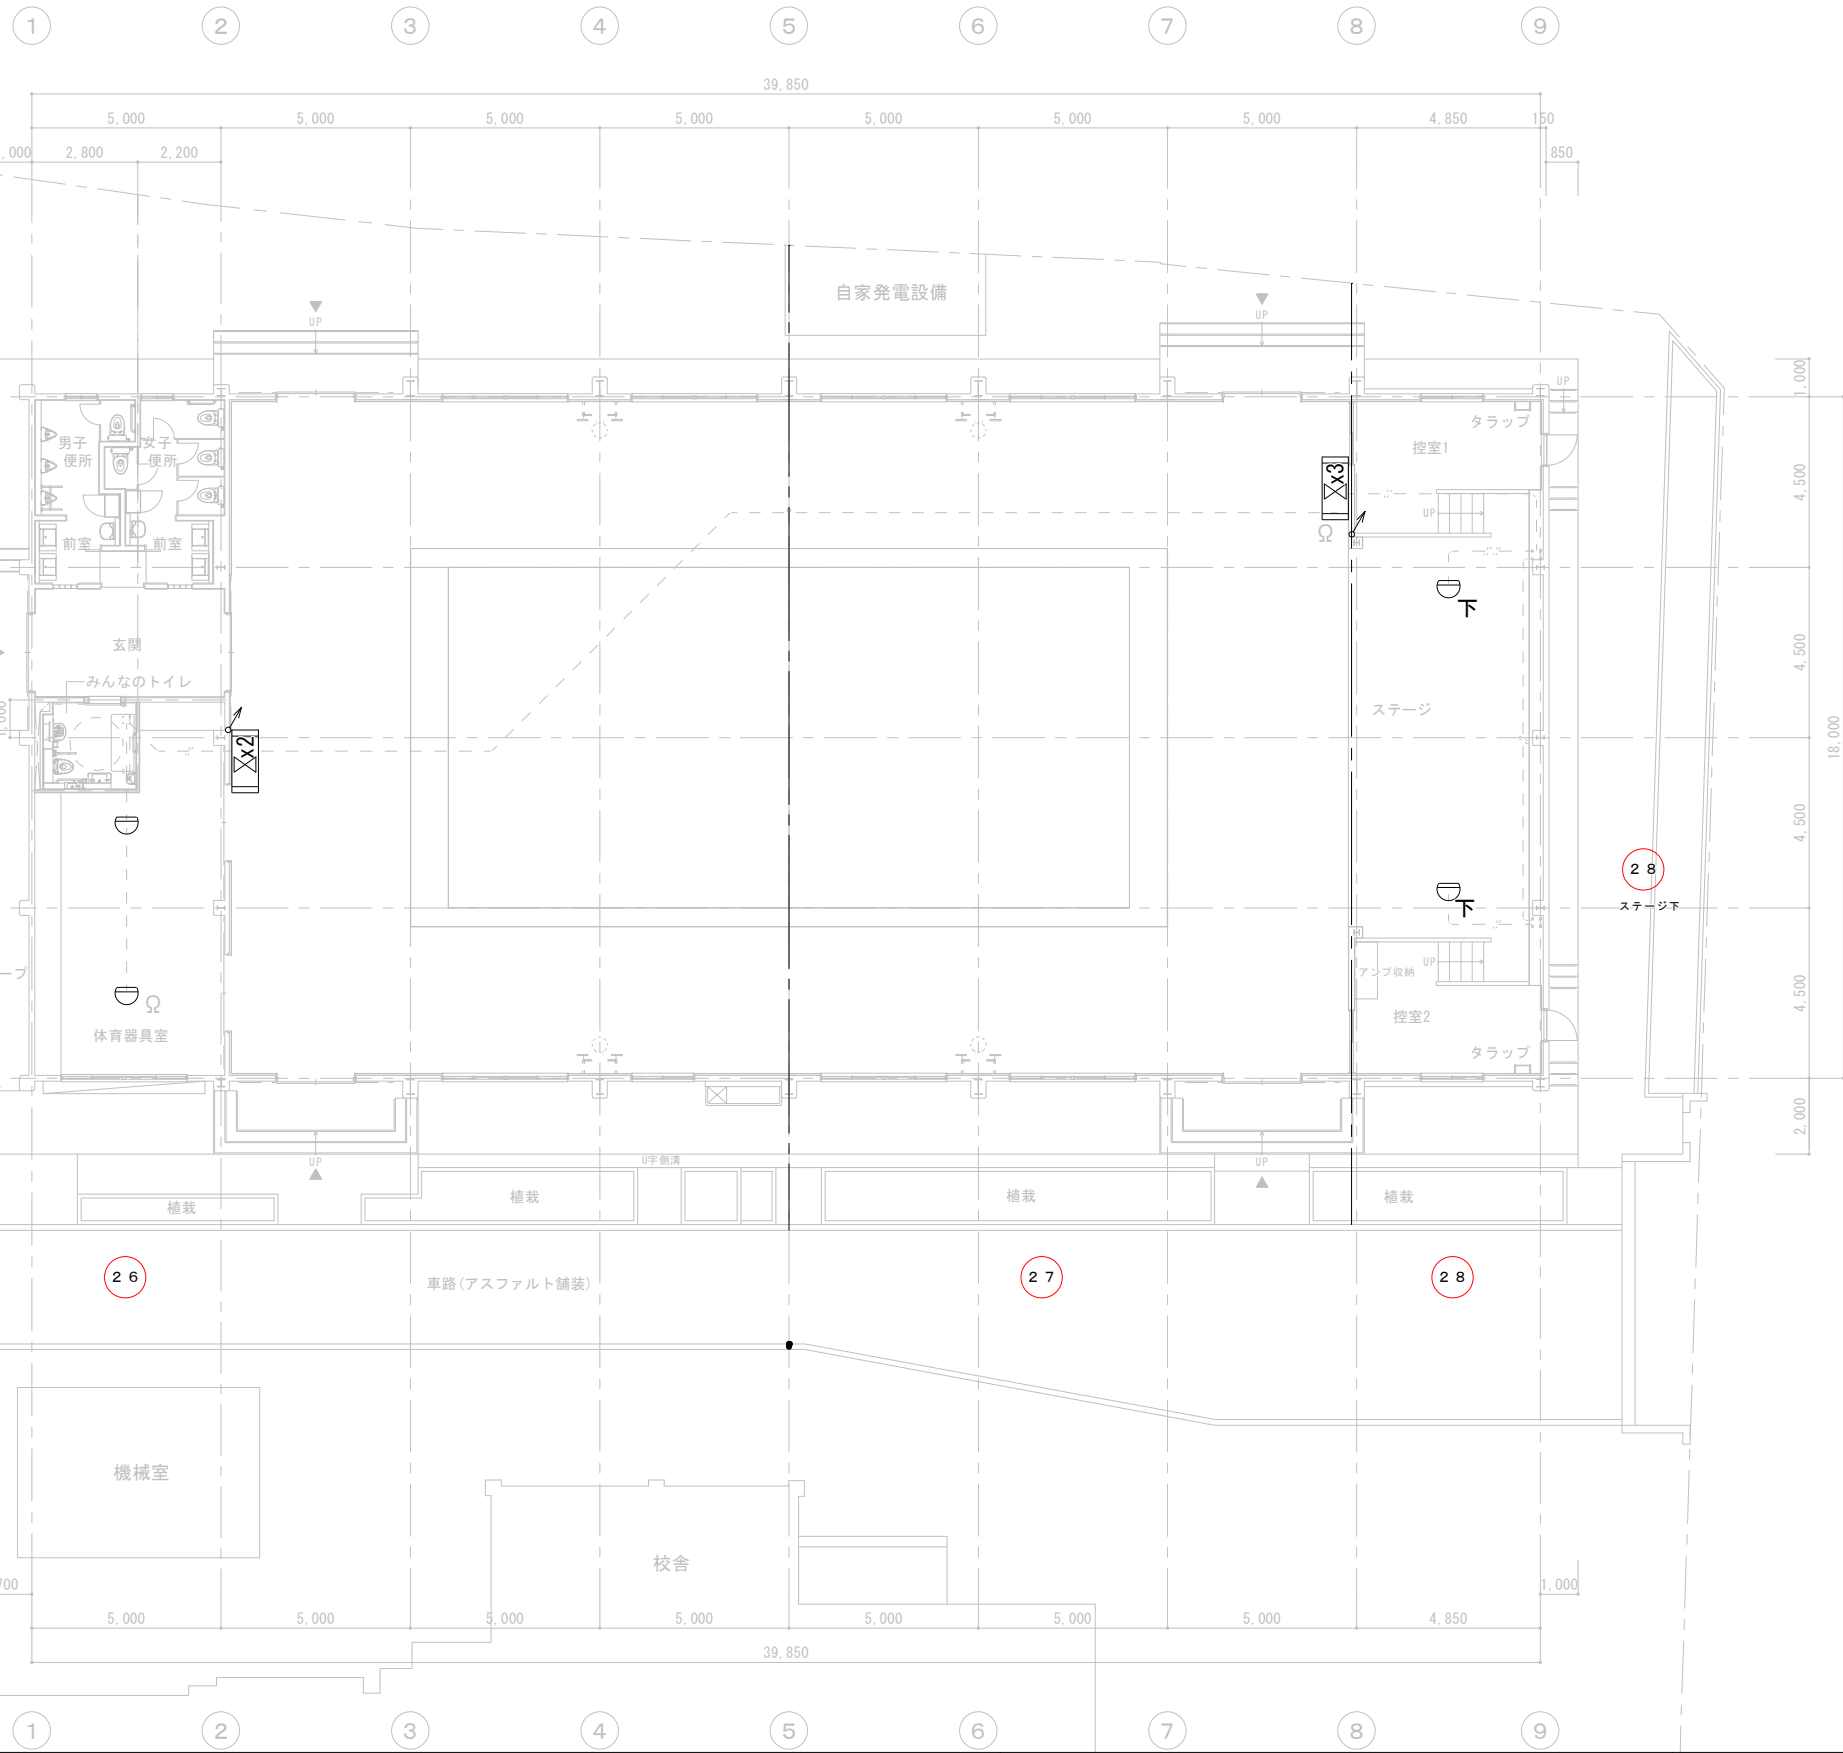 1 2 3 4 5 6 7 8 9
39,850
5,000 5,000 5,000 5,000 5,000 5,000 5,000 4,850 150
,000 2,800 2,200 850
自家発電設備
UP UP
UP
1,000
タラップ
男子
便所
女子
便所
控室1
x3
4,500
UP
Ω
前室 前室
下
玄関
4,500
みんなのトイレ
ステージ
x2
18,000
4,500
28
下
ステージ下
アンプ収納
UP
ープ
Ω
4,500
控室2
体育器具室
タラップ
2,000
UP U字側溝 UP
植栽 植栽 植栽 植栽
26 27 28
車路(アスファルト舗装)
機械室
校舎
700 1,000
5,000 5,000 5,000 5,000 5,000 5,000 5,000 4,850
39,850
1 2 3 4 5 6 7 8 9